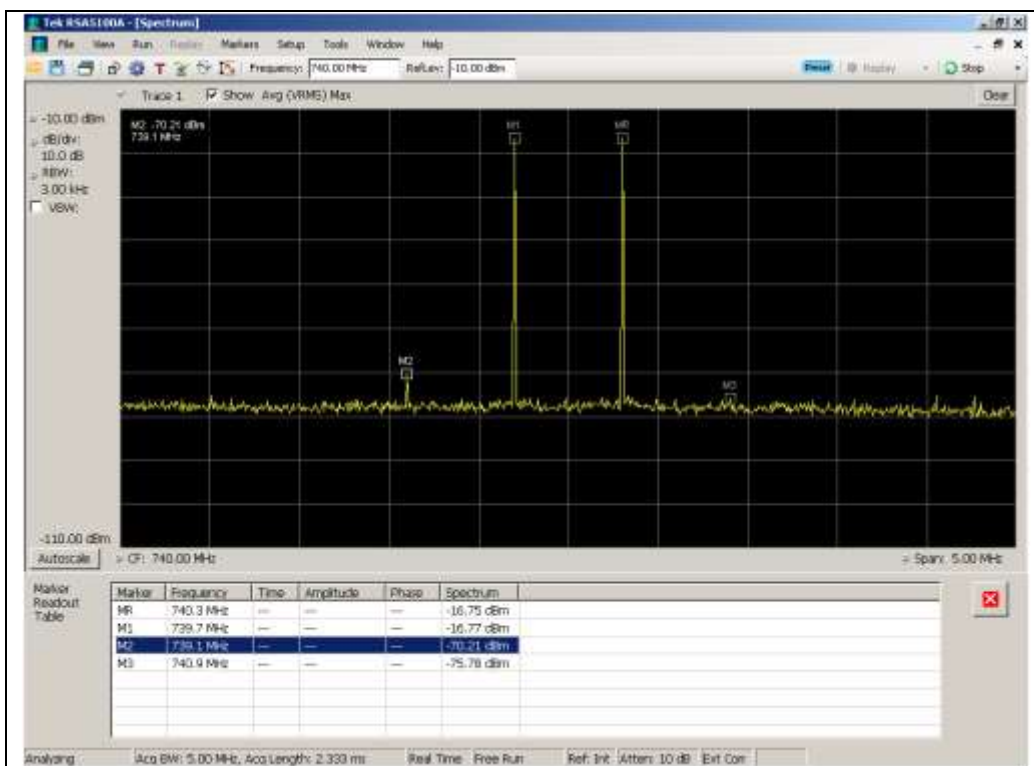 Tek RSA5100A - [Spectrum]
File View Run Replay Markers Setup Tools Window Help
Frequency: 740.00 MHz RefLev: -10.00 dBm Preset Replay Stop
Trace 1 Show Avg (VRMS) Max Clear
-10.00 dBm
dB/div:
10.0 dB
RBW:
3.00 kHz
VBW:
M2 -70.21 dBm
739.1 MHz
M1
MR
M2
M3
-110.00 dBm
Autoscale CF: 740.00 MHz Span: 5.00 MHz
Marker Readout Table
Marker Frequency Time Amplitude Phase Spectrum
MR 740.3 MHz --- --- --- -16.75 dBm
M1 739.7 MHz --- --- --- -16.77 dBm
M2 739.1 MHz --- --- --- -70.21 dBm
M3 740.9 MHz --- --- --- -75.78 dBm
Analyzing Acq BW: 5.00 MHz, Acq Length: 2.333 ms Real Time Free Run Ref: Int Atten: 10 dB Ext Corr